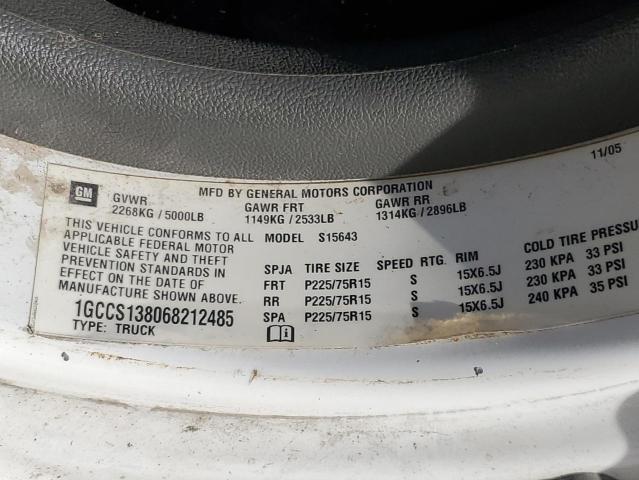 11/05
MFD BY GENERAL MOTORS CORPORATION
GM
GVWR GAWR FRT GAWR RR
2268KG / 5000LB 1149KG / 2533LB 1314KG / 2896LB
THIS VEHICLE CONFORMS TO ALL
APPLICABLE FEDERAL MOTOR
VEHICLE SAFETY AND THEFT
PREVENTION STANDARDS IN
EFFECT ON THE DATE OF
MANUFACTURE SHOWN ABOVE.
1GCCS138068212485
TYPE: TRUCK
MODEL S15643
SPJA TIRE SIZE SPEED RTG. RIM COLD TIRE PRESSU
FRT P225/75R15 S 15X6.5J 230 KPA 33 PSI
RR P225/75R15 S 15X6.5J 230 KPA 33 PSI
SPA P225/75R15 S 15X6.5J 240 KPA 35 PSI